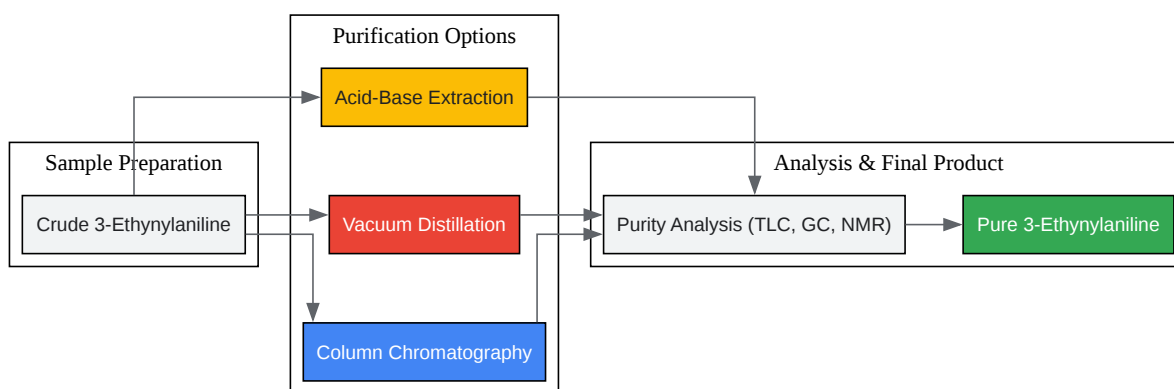 Purification Options
Acid-Base Extraction
Sample Preparation
Crude 3-Ethynylaniline
Vacuum Distillation
Column Chromatography
Analysis & Final Product
Purity Analysis (TLC, GC, NMR)
Pure 3-Ethynylaniline